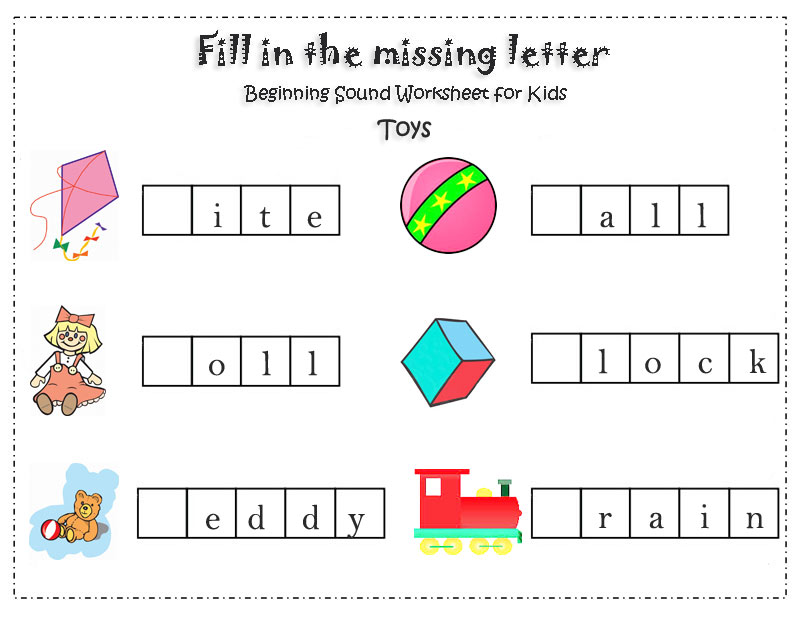 Fill in the missing letter
Beginning Sound Worksheet for Kids
Toys
i t e
a l l
o l l
l o c k
e d d y
r a i n